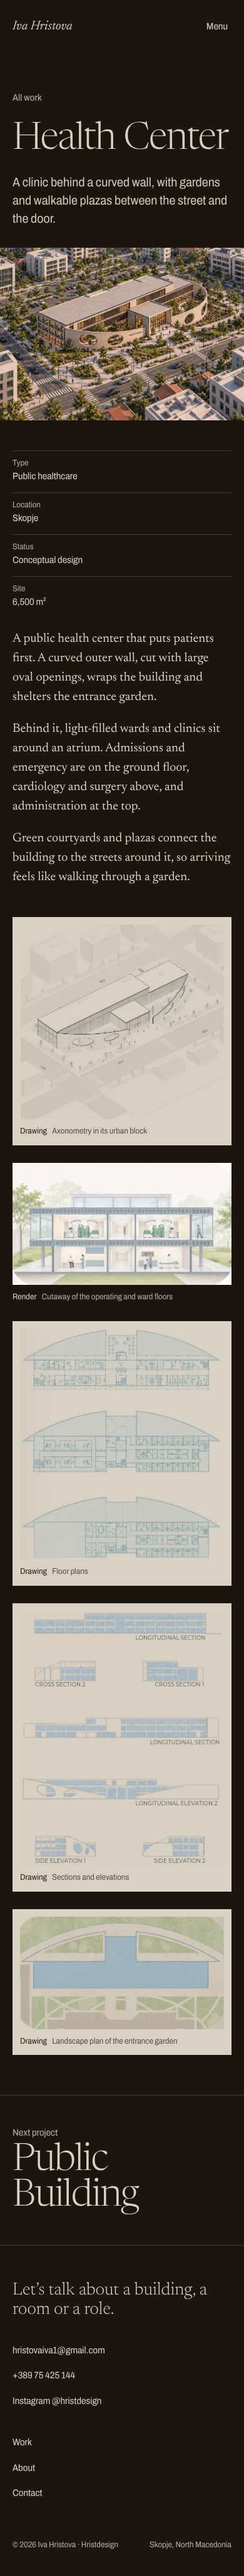 Iva Hristova
Menu
All work
Health Center
A clinic behind a curved wall, with gardens
and walkable plazas between the street and
the door.
Type
Public healthcare
Location
Skopje
Status
Conceptual design
Site
6,500 m²
A public health center that puts patients
first. A curved outer wall, cut with large
oval openings, wraps the building and
shelters the entrance garden.
Behind it, light-filled wards and clinics sit
around an atrium. Admissions and
emergency are on the ground floor,
cardiology and surgery above, and
administration at the top.
Green courtyards and plazas connect the
building to the streets around it, so arriving
feels like walking through a garden.
Drawing Axonometry in its urban block
Render Cutaway of the operating and ward floors
Drawing Floor plans
LONGITUDINAL SECTION
CROSS SECTION 2
CROSS SECTION 1
LONGITUDINAL SECTION
LONGITUDINAL ELEVATION 2
SIDE ELEVATION 1
SIDE ELEVATION 2
Drawing Sections and elevations
Drawing Landscape plan of the entrance garden
Next project
Public
Building
Let's talk about a building, a
room or a role.
hristovaiva1@gmail.com
+389 75 425 144
Instagram @hristdesign
Work
About
Contact
© 2026 Iva Hristova · Hristdesign
Skopje, North Macedonia